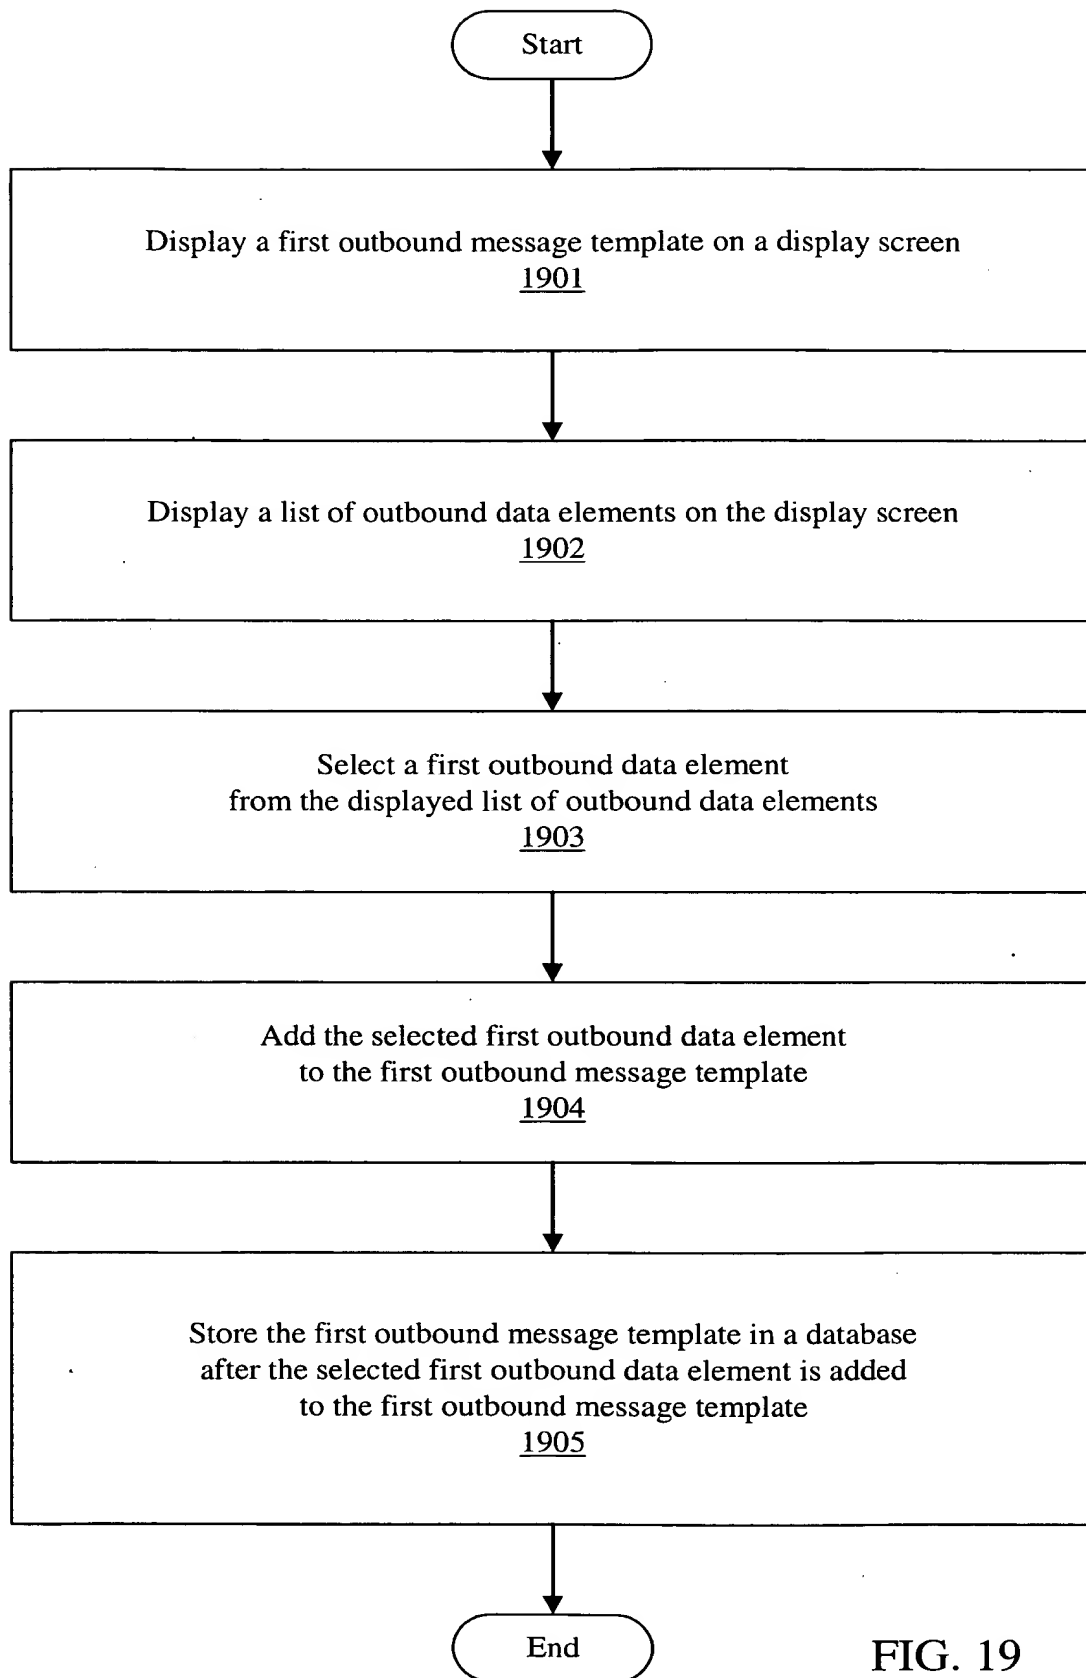 Start
Display a first outbound message template on a display screen
1901
Display a list of outbound data elements on the display screen
1902
Select a first outbound data element
from the displayed list of outbound data elements
1903
Add the selected first outbound data element
to the first outbound message template
1904
Store the first outbound message template in a database
after the selected first outbound data element is added
to the first outbound message template
1905
End
FIG. 19